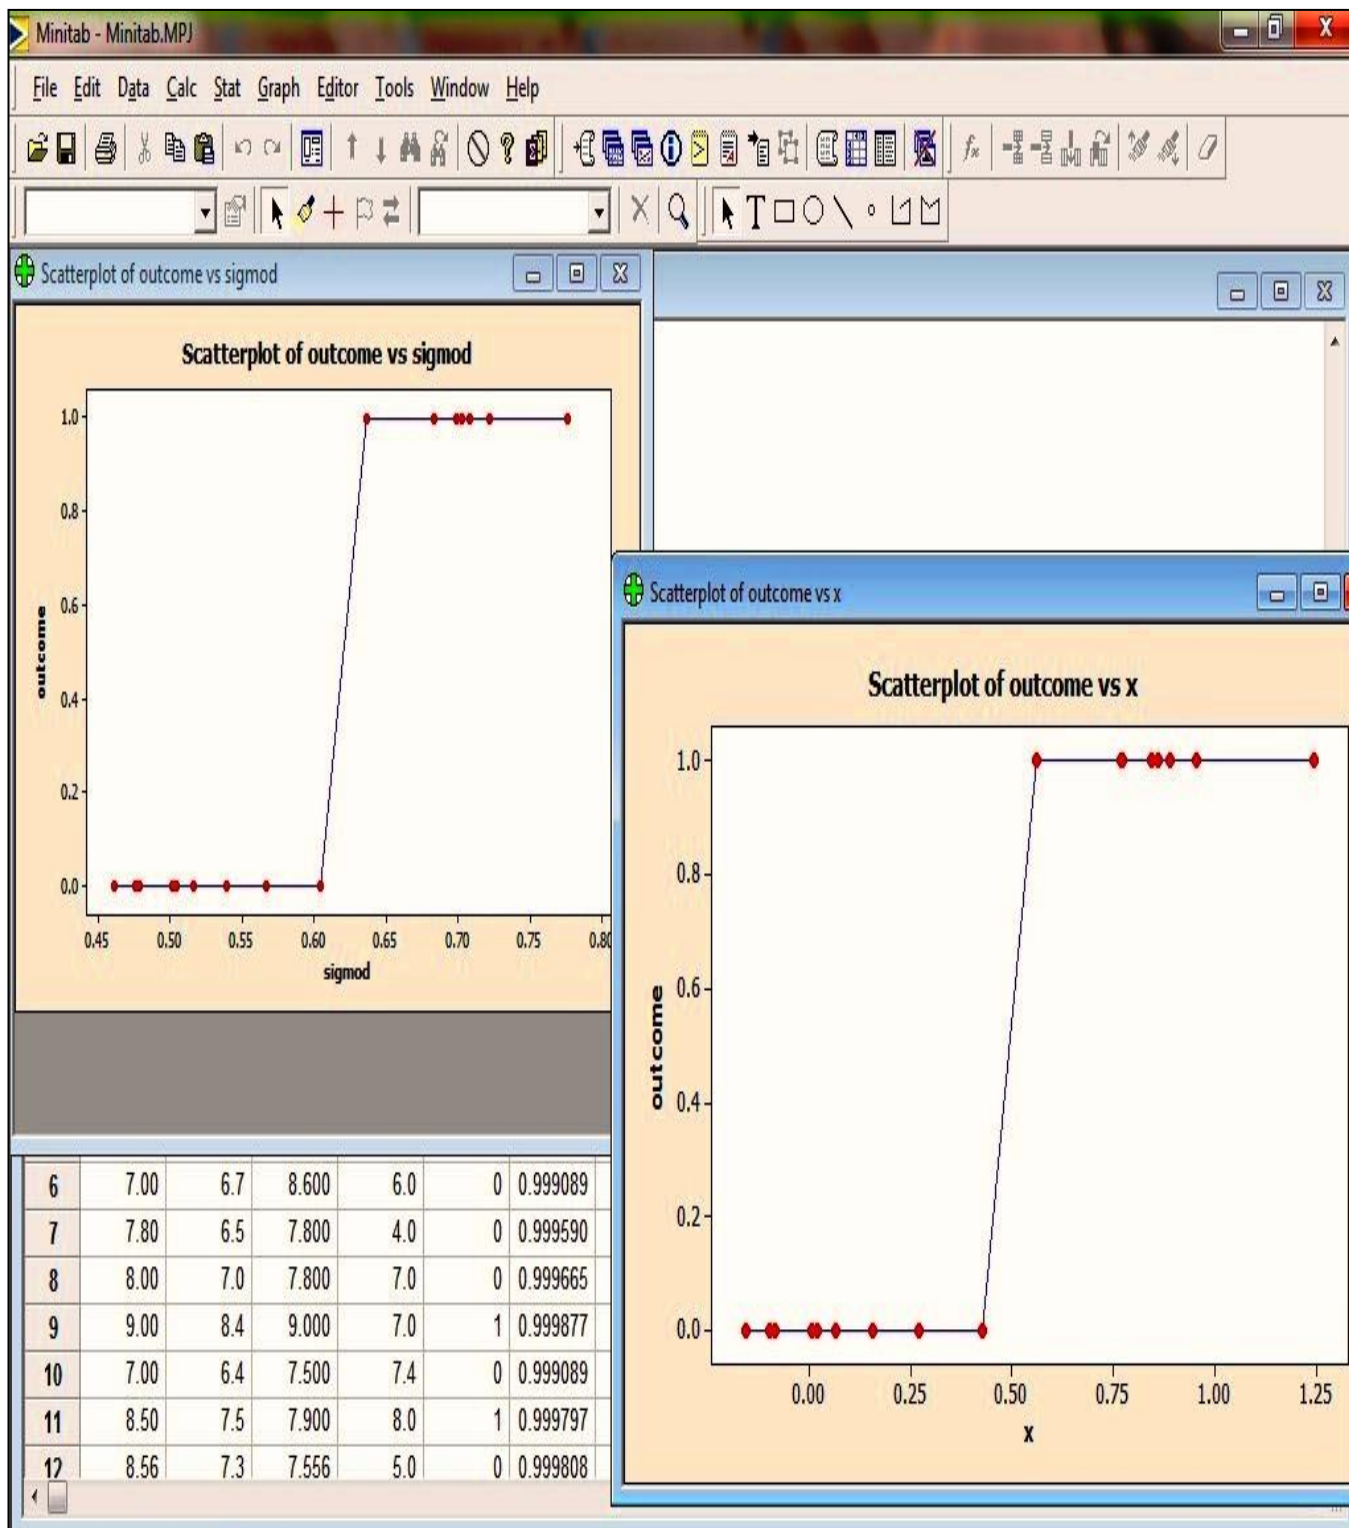 Minitab - Minitab.MPJ
File Edit Data Calc Stat Graph Editor Tools Window Help
Scatterplot of outcome vs sigmod
Scatterplot of outcome vs sigmod
1.0
0.8
0.6
0.4
0.2
0.0
outcome
0.45 0.50 0.55 0.60 0.65 0.70 0.75 0.80
sigmod
Scatterplot of outcome vs x
Scatterplot of outcome vs x
1.0
0.8
0.6
0.4
0.2
0.0
outcome
0.00 0.25 0.50 0.75 1.00 1.25
x
6 7.00 6.7 8.600 6.0 0 0.999089
7 7.80 6.5 7.800 4.0 0 0.999590
8 8.00 7.0 7.800 7.0 0 0.999665
9 9.00 8.4 9.000 7.0 1 0.999877
10 7.00 6.4 7.500 7.4 0 0.999089
11 8.50 7.5 7.900 8.0 1 0.999797
12 8.56 7.3 7.556 5.0 0 0.999808